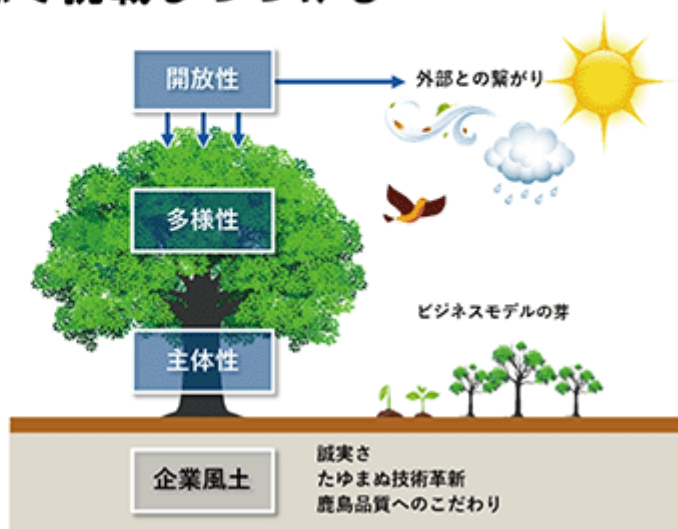 開放性
外部との繋がり
多様性
ビジネスモデルの芽
主体性
企業風土
誠実さ
たゆまぬ技術革新
鹿島品質へのこだわり